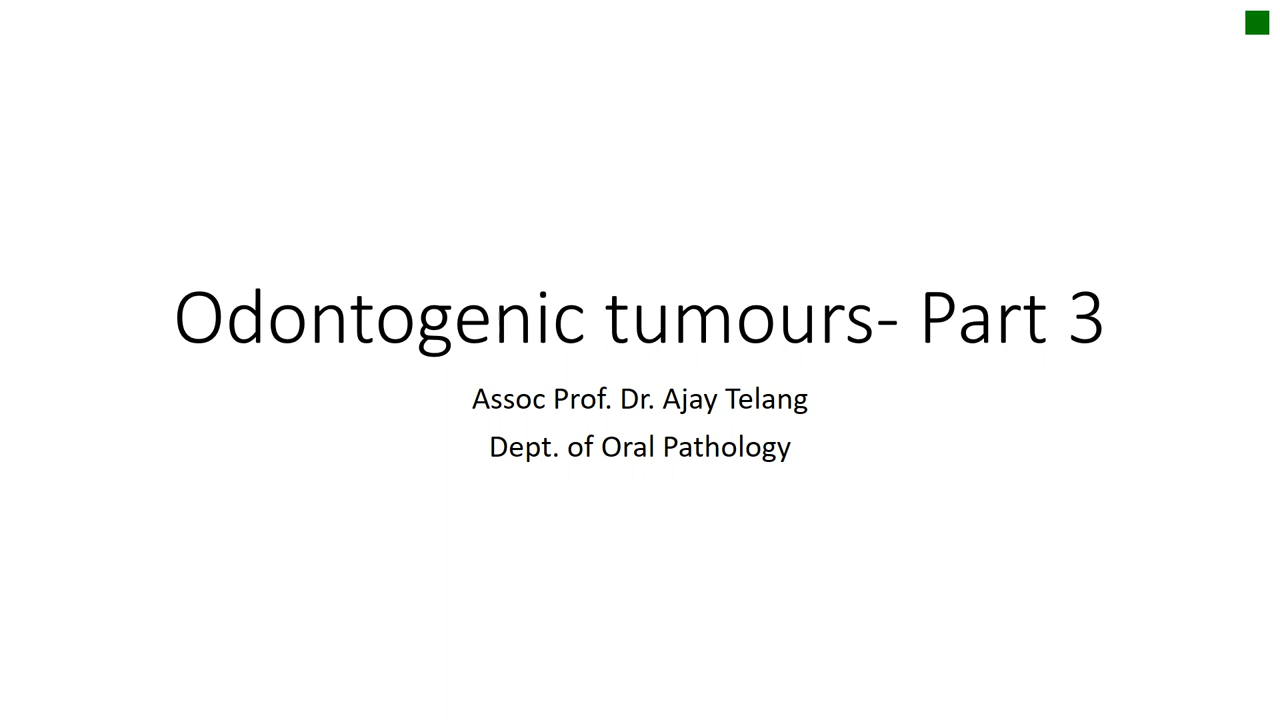 Odontogenic tumours- Part 3
Assoc Prof. Dr. Ajay Telang
Dept. of Oral Pathology